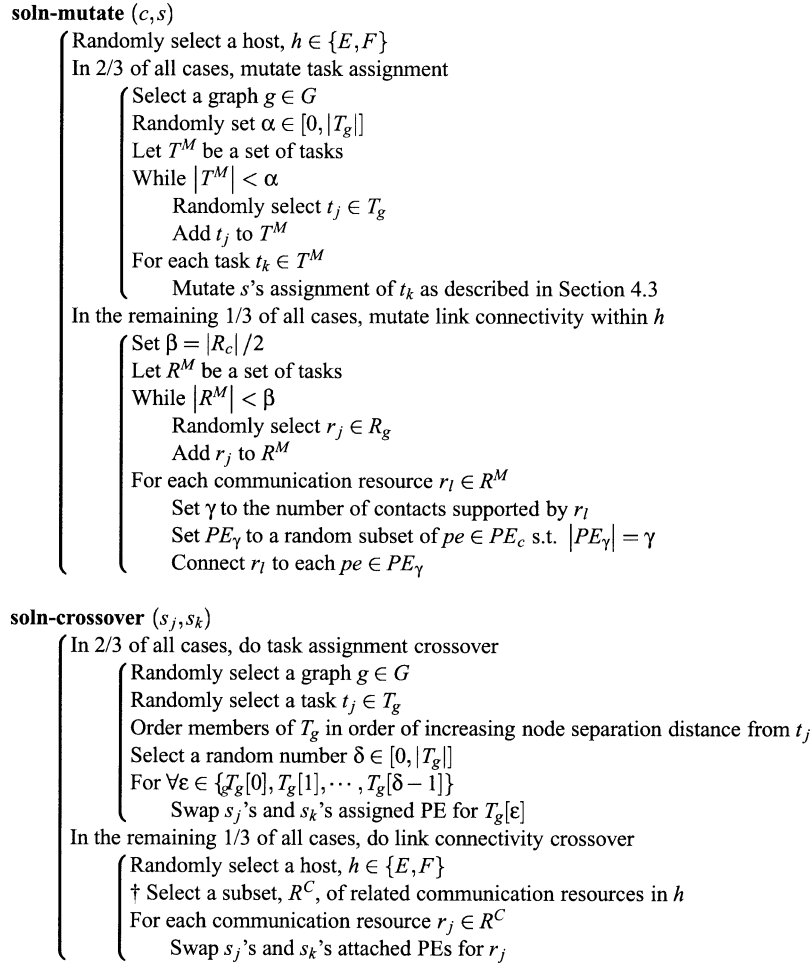 soln-mutate (c,s)
Randomly select a host, h ∈ {E,F}
In 2/3 of all cases, mutate task assignment
Select a graph g ∈ G
Randomly set α ∈ [0,|T_g|]
Let T^M be a set of tasks
While |T^M| < α
Randomly select t_j ∈ T_g
Add t_j to T^M
For each task t_k ∈ T^M
Mutate s's assignment of t_k as described in Section 4.3
In the remaining 1/3 of all cases, mutate link connectivity within h
Set β = |R_c|/2
Let R^M be a set of tasks
While |R^M| < β
Randomly select r_j ∈ R_g
Add r_j to R^M
For each communication resource r_l ∈ R^M
Set γ to the number of contacts supported by r_l
Set PE_γ to a random subset of pe ∈ PE_c s.t. |PE_γ| = γ
Connect r_l to each pe ∈ PE_γ
soln-crossover (s_j,s_k)
In 2/3 of all cases, do task assignment crossover
Randomly select a graph g ∈ G
Randomly select a task t_j ∈ T_g
Order members of T_g in order of increasing node separation distance from t_j
Select a random number δ ∈ [0,|T_g|]
For ∀ε ∈ {T_g[0],T_g[1],⋯,T_g[δ−1]}
Swap s_j's and s_k's assigned PE for T_g[ε]
In the remaining 1/3 of all cases, do link connectivity crossover
Randomly select a host, h ∈ {E,F}
† Select a subset, R^C, of related communication resources in h
For each communication resource r_j ∈ R^C
Swap s_j's and s_k's attached PEs for r_j